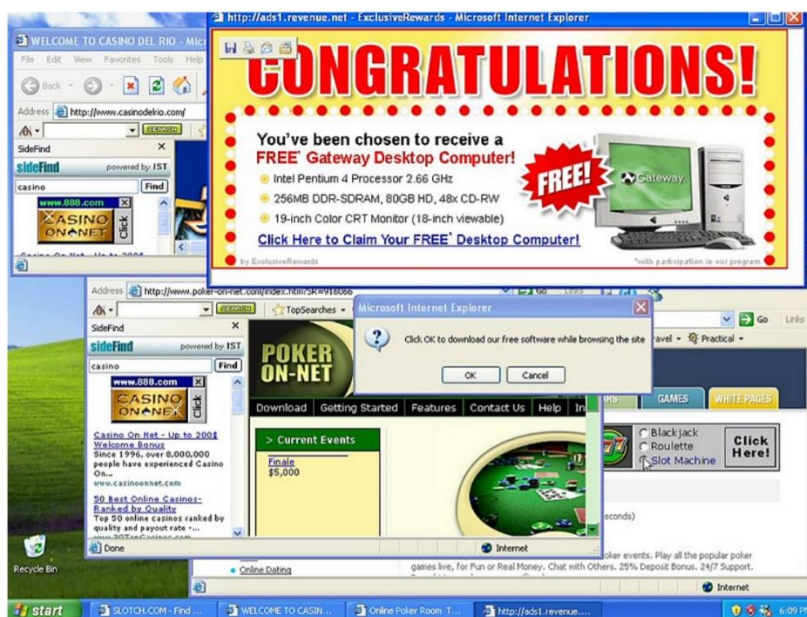 http://ads1.revenue.net - ExclusiveRewards - Microsoft Internet Explorer
CONGRATULATIONS!
You've been chosen to receive a
FREE* Gateway Desktop Computer!
Intel Pentium 4 Processor 2.66 GHz
256MB DDR-SDRAM, 80GB HD, 48x CD-RW
19-inch Color CRT Monitor (18-inch viewable)
Click Here to Claim Your FREE* Desktop Computer!
FREE!
Gateway.
by ExclusiveRewards
*with participation in our program
WELCOME TO CASINO DEL RIO - Mic
File Edit View Favorites Tools Help
Back
Address http://www.casinodelrio.com/
SEARCH
SideFind
sideFind powered by IST
casino Find
www.888.com
CASINO
ON-NET
Click
Address http://www.poker-on-net.com/index.htm?SR=916066
Go Links
SEARCH TopSearches
SideFind
sideFind powered by IST
casino Find
www.888.com
CASINO
ON-NET
Click
Casino On Net - Up to 200$
Welcome Bonus
Since 1996, over 8,000,000
people have experienced Casino
On...
www.casinoonnet.com
50 Best Online Casinos-
Ranked by Quality
Top 50 online casinos ranked by
quality and payout rate -...
POKER
ON-NET
Download Getting Started Features Contact Us Help In
> Current Events
Finale
$5,000
Done
Internet
Microsoft Internet Explorer
Click OK to download our free software while browsing the site
OK Cancel
Go Links
ravel Practical
GAMES WHITE PAGES
Blackjack
Roulette
Slot Machine
Click
Here!
econds)
oker events. Play all the popular poker
games live, for Fun or Real Money. Chat with Others. 25% Deposit Bonus. 24/7 Support.
Online Dating
Internet
Recycle Bin
start
SLOTCH.COM - Find ...
WELCOME TO CASIN...
Online Poker Room T...
http://ads1.revenue....
6:09 PM